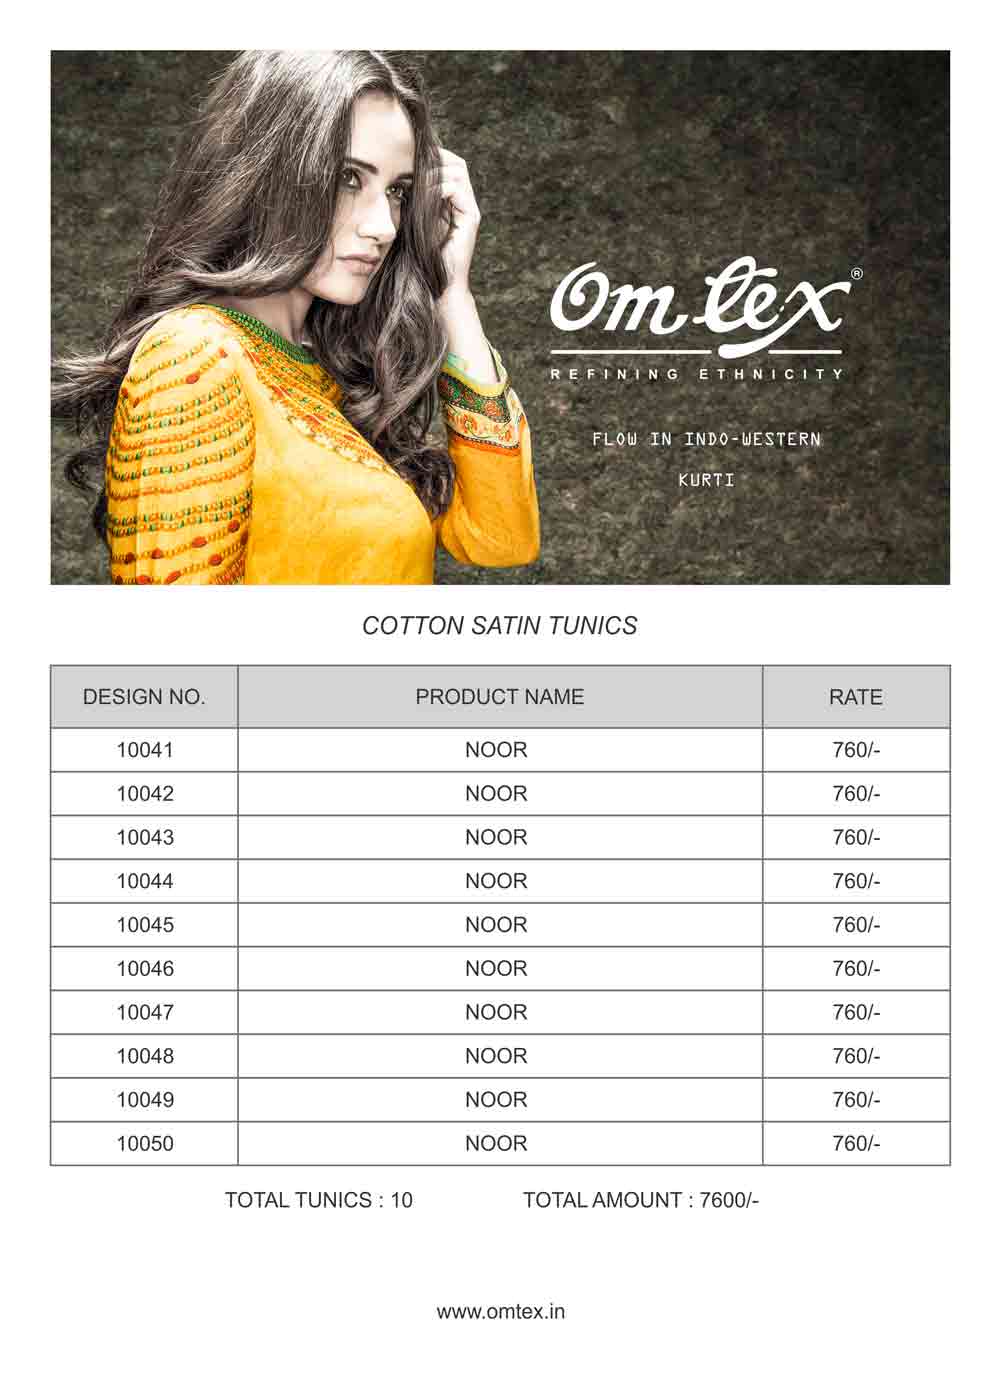 Om tex®
REFINING ETHNICITY
FLOW IN INDO-WESTERN
KURTI
COTTON SATIN TUNICS
DESIGN NO. PRODUCT NAME RATE
10041 NOOR 760/-
10042 NOOR 760/-
10043 NOOR 760/-
10044 NOOR 760/-
10045 NOOR 760/-
10046 NOOR 760/-
10047 NOOR 760/-
10048 NOOR 760/-
10049 NOOR 760/-
10050 NOOR 760/-
TOTAL TUNICS : 10 TOTAL AMOUNT : 7600/-
www.omtex.in